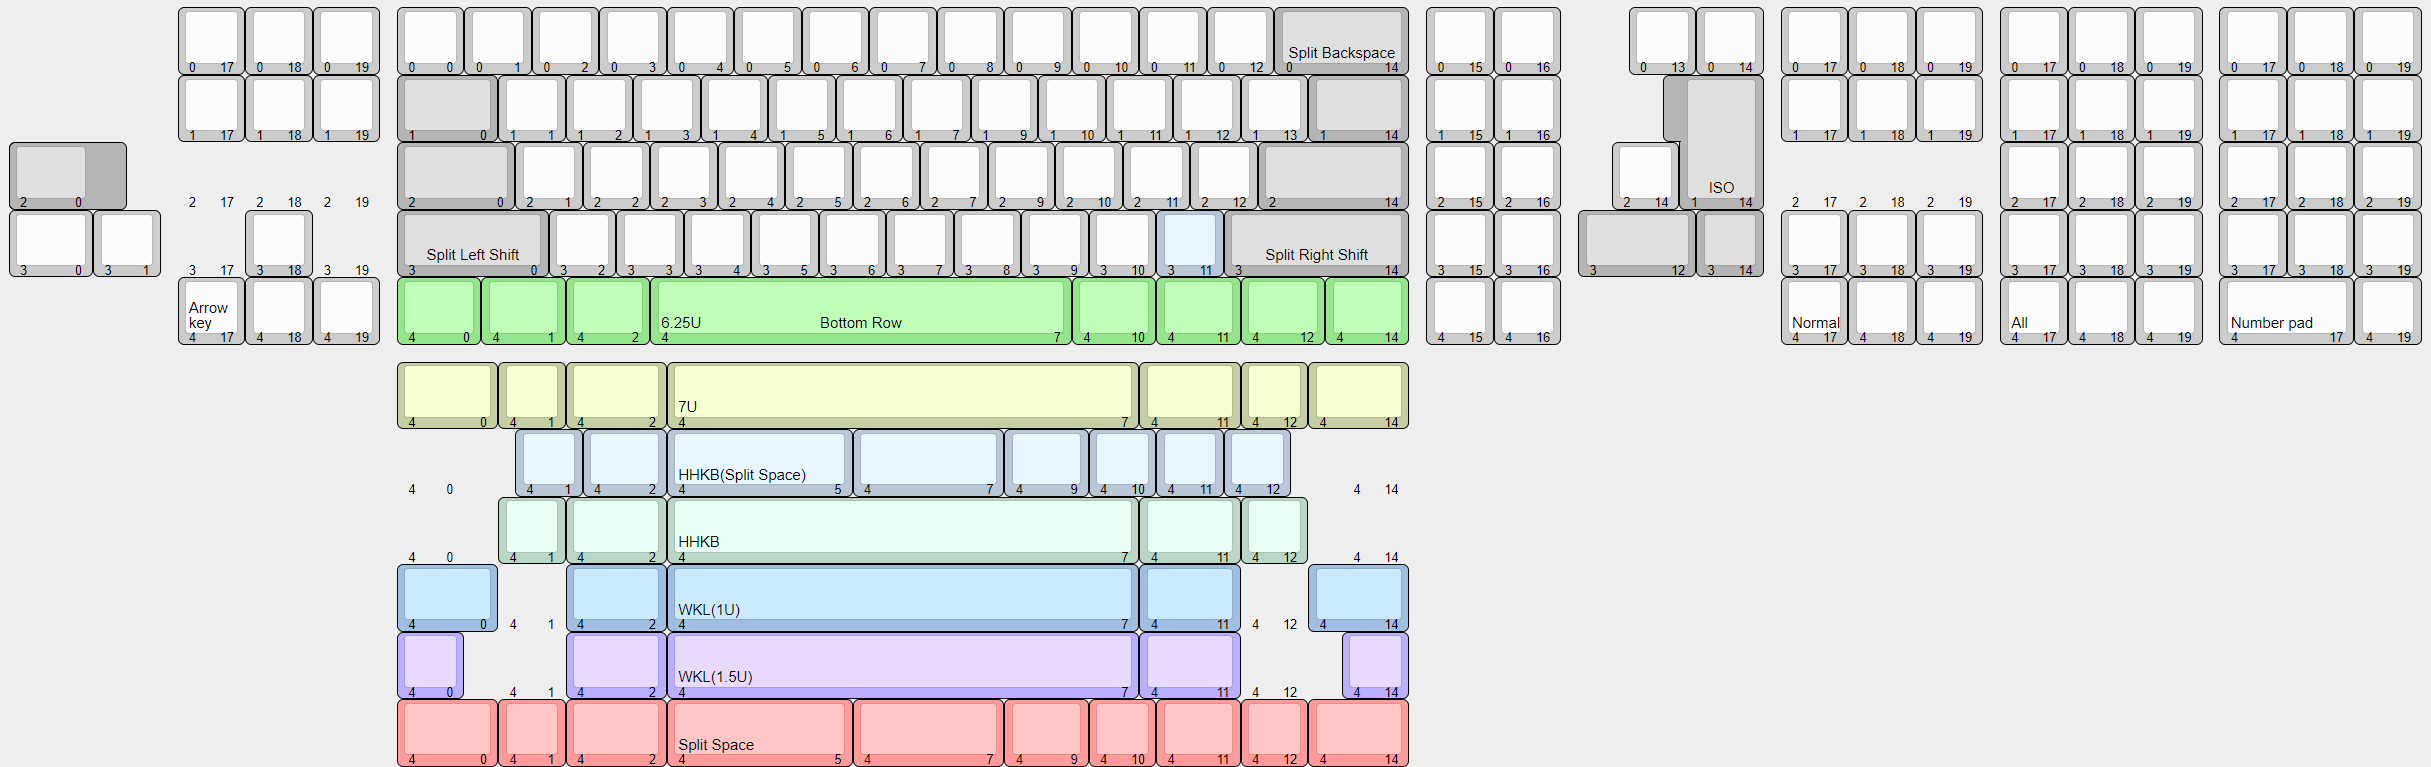 Split Backspace
0 17 0 18 0 19 0 0 0 1 0 2 0 3 0 4 0 5 0 6 0 7 0 8 0 9 0 10 0 11 0 12 0 14 0 15 0 16 0 13 0 14 0 17 0 18 0 19 0 17 0 18 0 19 0 17 0 18 0 19
1 17 1 18 1 19 1 0 1 1 1 2 1 3 1 4 1 5 1 6 1 7 1 9 1 10 1 11 1 12 1 13 1 14 1 15 1 16 1 17 1 18 1 19 1 17 1 18 1 19 1 17 1 18 1 19
ISO
2 0 2 17 2 18 2 19 2 0 2 1 2 2 2 3 2 4 2 5 2 6 2 7 2 9 2 10 2 11 2 12 2 14 2 15 2 16 2 14 1 14 2 17 2 18 2 19 2 17 2 18 2 19 2 17 2 18 2 19
Split Left Shift Split Right Shift
3 0 3 1 3 17 3 18 3 19 3 0 3 2 3 3 3 4 3 5 3 6 3 7 3 8 3 9 3 10 3 11 3 14 3 15 3 16 3 12 3 14 3 17 3 18 3 19 3 17 3 18 3 19 3 17 3 18 3 19
Arrow
key 6.25U Bottom Row Normal All Number pad
4 17 4 18 4 19 4 0 4 1 4 2 4 7 4 10 4 11 4 12 4 14 4 15 4 16 4 17 4 18 4 19 4 17 4 18 4 19 4 17 4 19
7U
4 0 4 1 4 2 4 7 4 11 4 12 4 14
HHKB(Split Space)
4 0 4 1 4 2 4 5 4 7 4 9 4 10 4 11 4 12 4 14
HHKB
4 0 4 1 4 2 4 7 4 11 4 12 4 14
WKL(1U)
4 0 4 1 4 2 4 7 4 11 4 12 4 14
WKL(1.5U)
4 0 4 1 4 2 4 7 4 11 4 12 4 14
Split Space
4 0 4 1 4 2 4 5 4 7 4 9 4 10 4 11 4 12 4 14